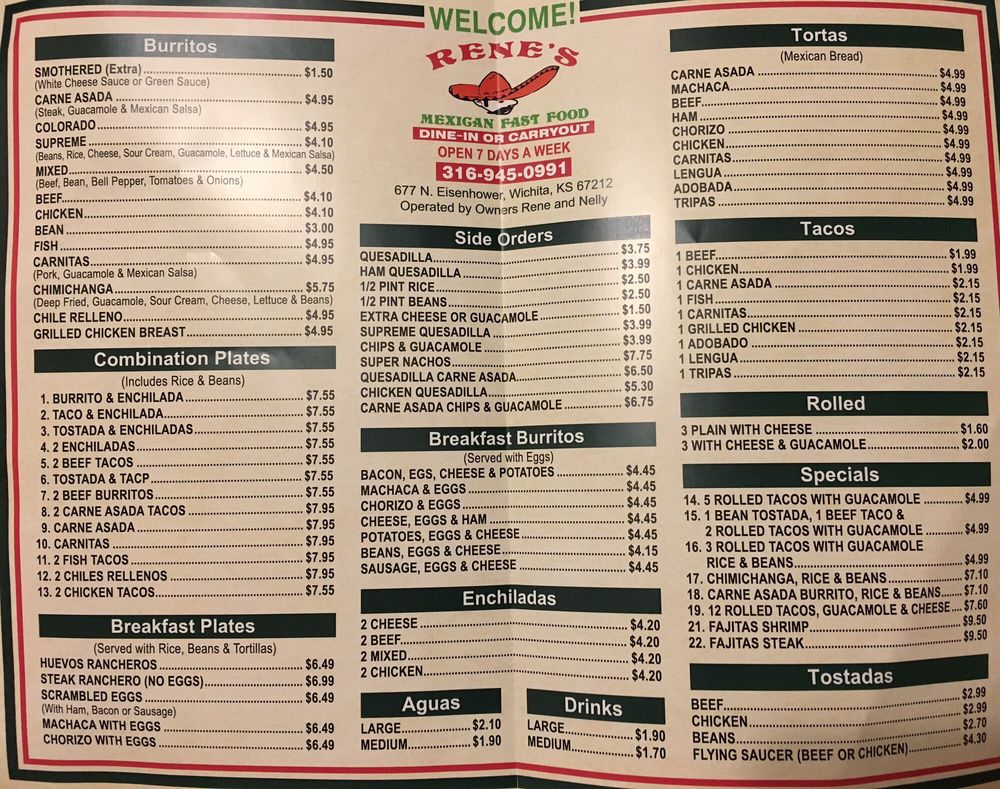 WELCOME!
RENE'S
MEXICAN FAST FOOD
DINE-IN OR CARRYOUT
OPEN 7 DAYS A WEEK
316-945-0991
677 N. Eisenhower, Wichita, KS 67212
Operated by Owners Rene and Nelly
Burritos
SMOTHERED (Extra) $1.50
(White Cheese Sauce or Green Sauce)
CARNE ASADA $4.95
(Steak, Guacamole & Mexican Salsa)
COLORADO $4.95
SUPREME $4.10
(Beans, Rice, Cheese, Sour Cream, Guacamole, Lettuce & Mexican Salsa)
MIXED $4.50
(Beef, Bean, Bell Pepper, Tomatoes & Onions)
BEEF $4.10
CHICKEN $4.10
BEAN $3.00
FISH $4.95
CARNITAS $4.95
(Pork, Guacamole & Mexican Salsa)
CHIMICHANGA $5.75
(Deep Fried, Guacamole, Sour Cream, Cheese, Lettuce & Beans)
CHILE RELLENO $4.95
GRILLED CHICKEN BREAST $4.95
Combination Plates
(Includes Rice & Beans)
1. BURRITO & ENCHILADA $7.55
2. TACO & ENCHILADA $7.55
3. TOSTADA & ENCHILADAS $7.55
4. 2 ENCHILADAS $7.55
5. 2 BEEF TACOS $7.55
6. TOSTADA & TACP $7.55
7. 2 BEEF BURRITOS $7.55
8. 2 CARNE ASADA TACOS $7.95
9. CARNE ASADA $7.95
10. CARNITAS $7.95
11. 2 FISH TACOS $7.95
12. 2 CHILES RELLENOS $7.95
13. 2 CHICKEN TACOS $7.55
Breakfast Plates
(Served with Rice, Beans & Tortillas)
HUEVOS RANCHEROS $6.49
STEAK RANCHERO (NO EGGS) $6.99
SCRAMBLED EGGS $6.49
(With Ham, Bacon or Sausage)
MACHACA WITH EGGS $6.49
CHORIZO WITH EGGS $6.49
Side Orders
QUESADILLA $3.75
HAM QUESADILLA $3.99
1/2 PINT RICE $2.50
1/2 PINT BEANS $2.50
EXTRA CHEESE OR GUACAMOLE $1.50
SUPREME QUESADILLA $3.99
CHIPS & GUACAMOLE $3.99
SUPER NACHOS $7.75
QUESADILLA CARNE ASADA $6.50
CHICKEN QUESADILLA $5.30
CARNE ASADA CHIPS & GUACAMOLE $6.75
Breakfast Burritos
(Served with Eggs)
BACON, EGS, CHEESE & POTATOES $4.45
MACHACA & EGGS $4.45
CHORIZO & EGGS $4.45
CHEESE, EGGS & HAM $4.45
POTATOES, EGGS & CHEESE $4.45
BEANS, EGGS & CHEESE $4.15
SAUSAGE, EGGS & CHEESE $4.45
Enchiladas
2 CHEESE $4.20
2 BEEF $4.20
2 MIXED $4.20
2 CHICKEN $4.20
Aguas
LARGE $2.10
MEDIUM $1.90
Drinks
LARGE $1.90
MEDIUM $1.70
Tortas
(Mexican Bread)
CARNE ASADA $4.99
MACHACA $4.99
BEEF $4.99
HAM $4.99
CHORIZO $4.99
CHICKEN $4.99
CARNITAS $4.99
LENGUA $4.99
ADOBADA $4.99
TRIPAS $4.99
Tacos
1 BEEF $1.99
1 CHICKEN $1.99
1 CARNE ASADA $2.15
1 FISH $2.15
1 CARNITAS $2.15
1 GRILLED CHICKEN $2.15
1 ADOBADO $2.15
1 LENGUA $2.15
1 TRIPAS $2.15
Rolled
3 PLAIN WITH CHEESE $1.60
3 WITH CHEESE & GUACAMOLE $2.00
Specials
14. 5 ROLLED TACOS WITH GUACAMOLE $4.99
15. 1 BEAN TOSTADA, 1 BEEF TACO &
2 ROLLED TACOS WITH GUACAMOLE $4.99
16. 3 ROLLED TACOS WITH GUACAMOLE
RICE & BEANS $4.99
17. CHIMICHANGA, RICE & BEANS $7.10
18. CARNE ASADA BURRITO, RICE & BEANS $7.10
19. 12 ROLLED TACOS, GUACAMOLE & CHEESE $7.60
21. FAJITAS SHRIMP $9.50
22. FAJITAS STEAK $9.50
Tostadas
BEEF $2.99
CHICKEN $2.99
BEANS $2.70
FLYING SAUCER (BEEF OR CHICKEN) $4.30